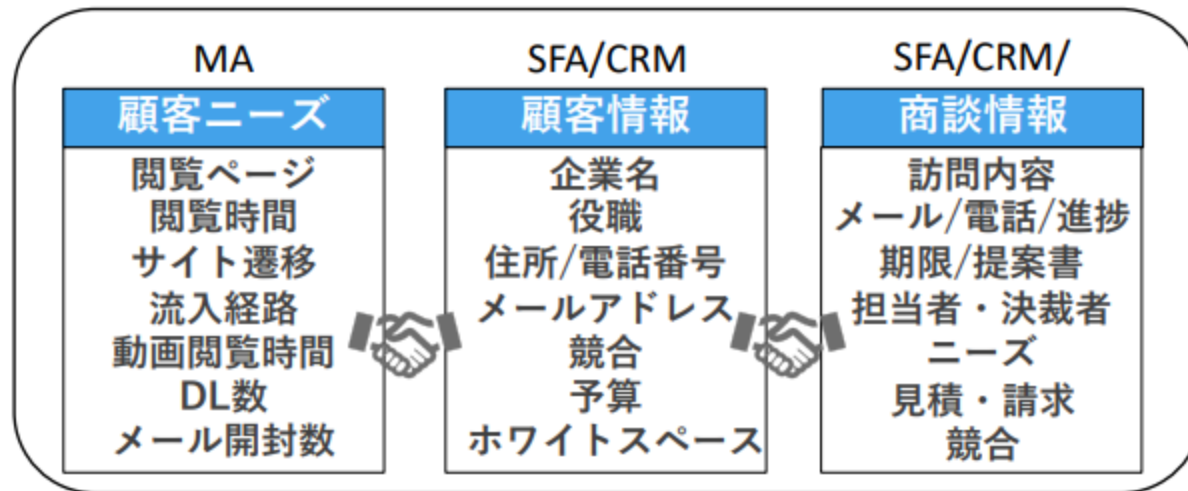 MA
顧客ニーズ
閲覧ページ
閲覧時間
サイト遷移
流入経路
動画閲覧時間
DL数
メール開封数
SFA/CRM
顧客情報
企業名
役職
住所/電話番号
メールアドレス
競合
予算
ホワイトスペース
SFA/CRM/
商談情報
訪問内容
メール/電話/進捗
期限/提案書
担当者・決裁者
ニーズ
見積・請求
競合